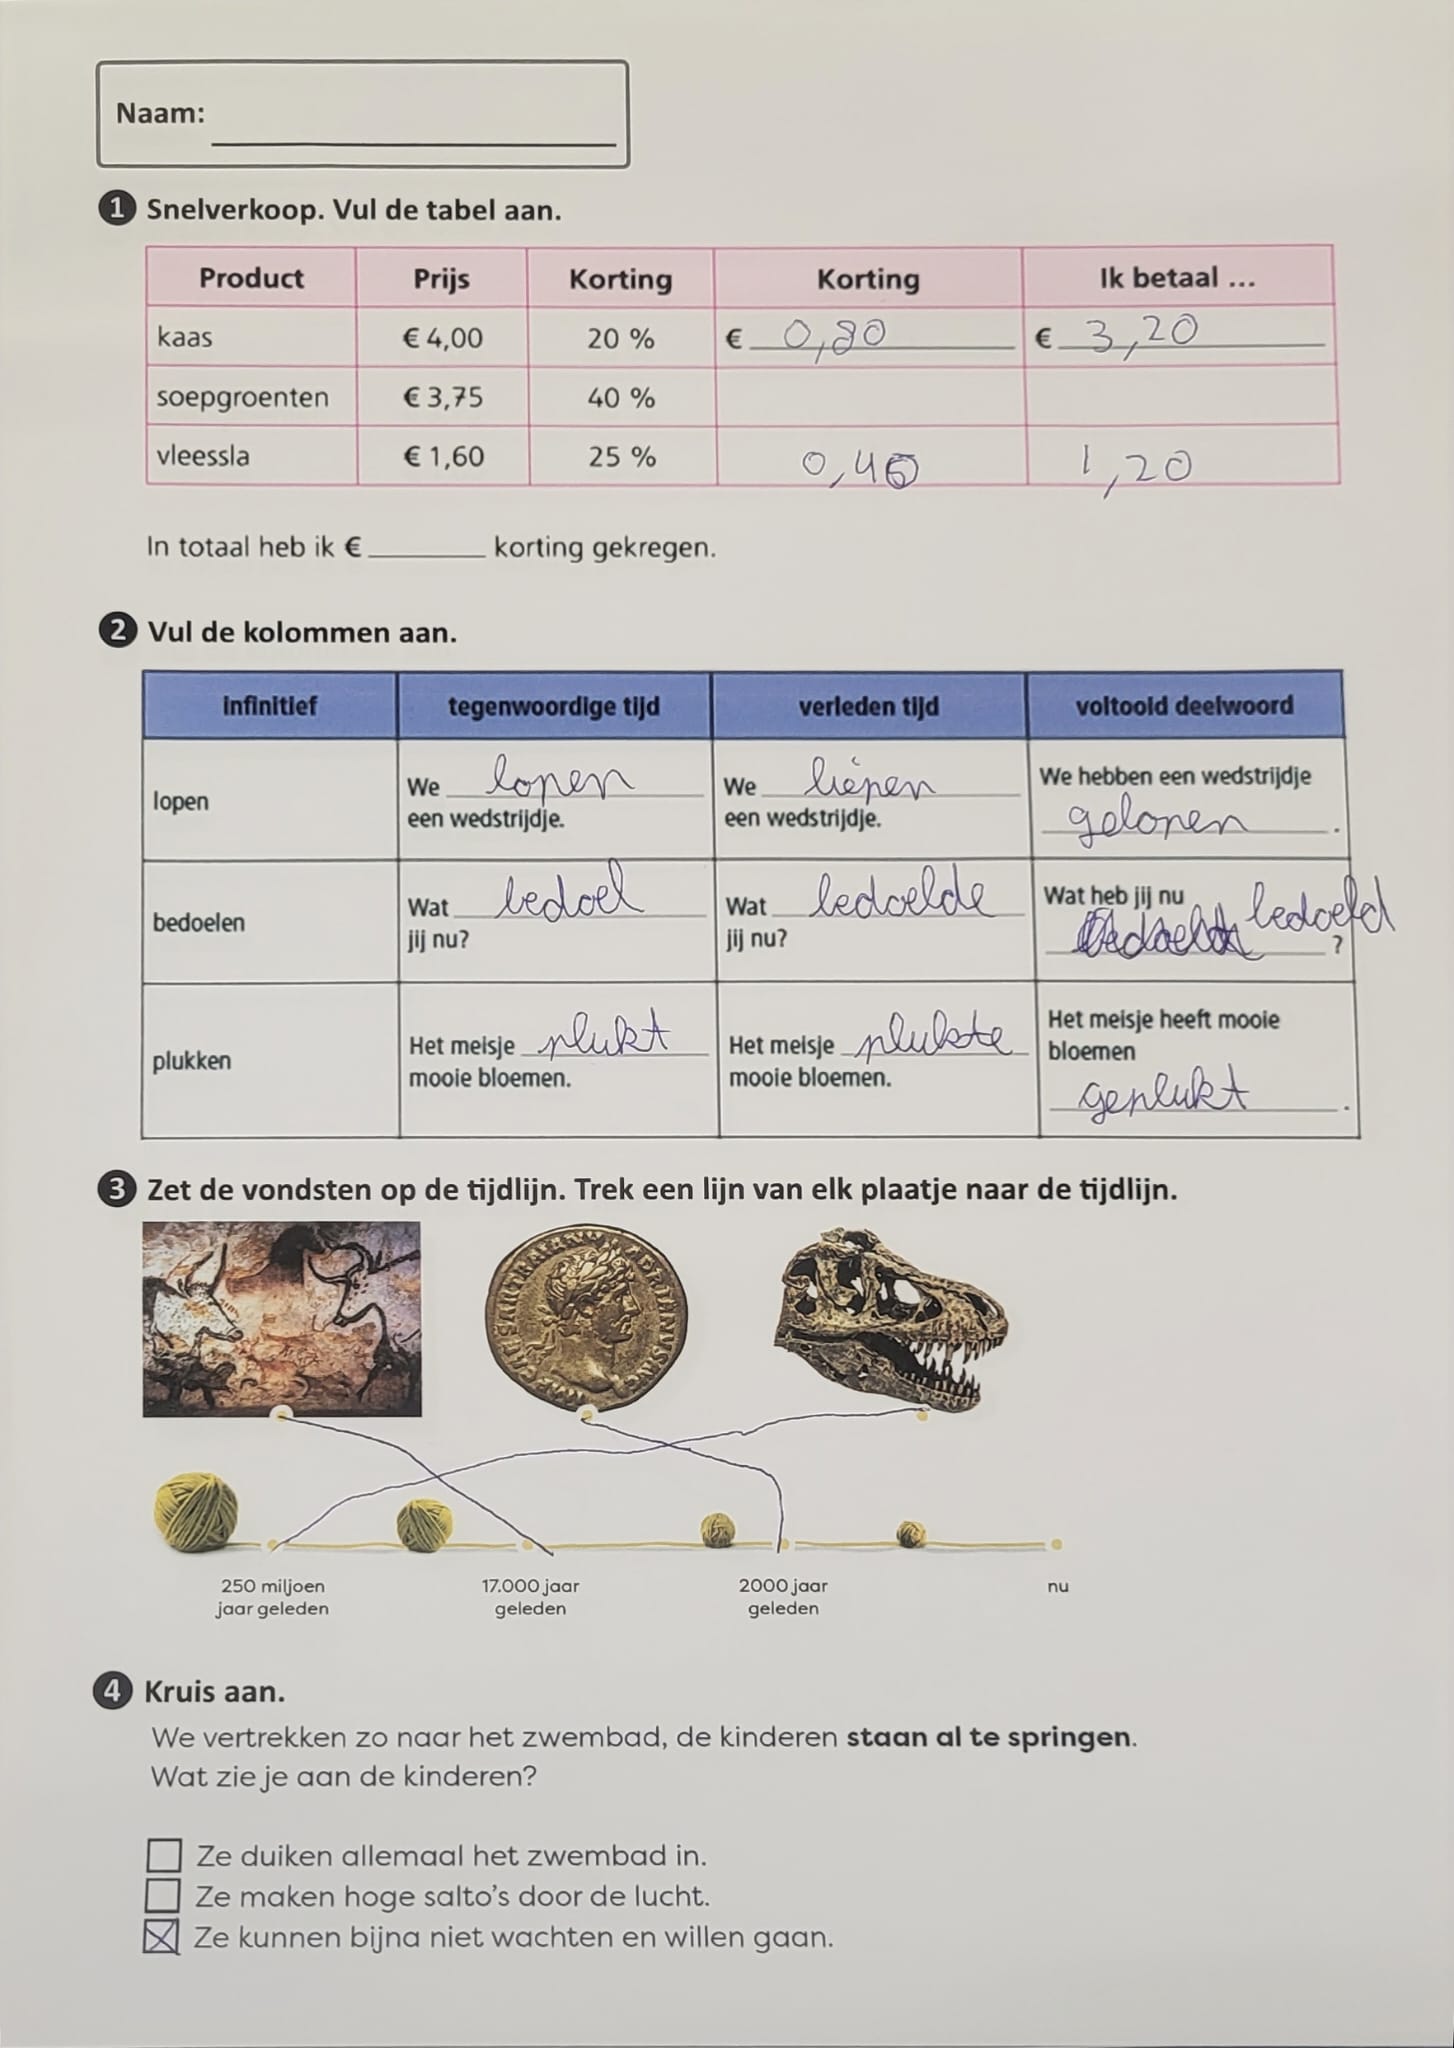 Naam:
1 Snelverkoop. Vul de tabel aan.
Product Prijs Korting Korting Ik betaal ...
kaas € 4,00 20 % € 0,80 € 3,20
soepgroenten € 3,75 40 %
vleessla € 1,60 25 % 0,40 1,20
In totaal heb ik € korting gekregen.
2 Vul de kolommen aan.
infinitief tegenwoordige tijd verleden tijd voltooid deelwoord
lopen
We lopen
een wedstrijdje.
We liepen
een wedstrijdje.
We hebben een wedstrijdje
gelopen .
bedoelen
Wat bedoel
jij nu?
Wat bedoelde
jij nu?
Wat heb jij nu bedoeld
?
plukken
Het meisje plukt
mooie bloemen.
Het meisje plukte
mooie bloemen.
Het meisje heeft mooie
bloemen
geplukt .
3 Zet de vondsten op de tijdlijn. Trek een lijn van elk plaatje naar de tijdlijn.
250 miljoen
jaar geleden
17.000 jaar
geleden
2000 jaar
geleden
nu
4 Kruis aan.
We vertrekken zo naar het zwembad, de kinderen staan al te springen.
Wat zie je aan de kinderen?
Ze duiken allemaal het zwembad in.
Ze maken hoge salto's door de lucht.
Ze kunnen bijna niet wachten en willen gaan.